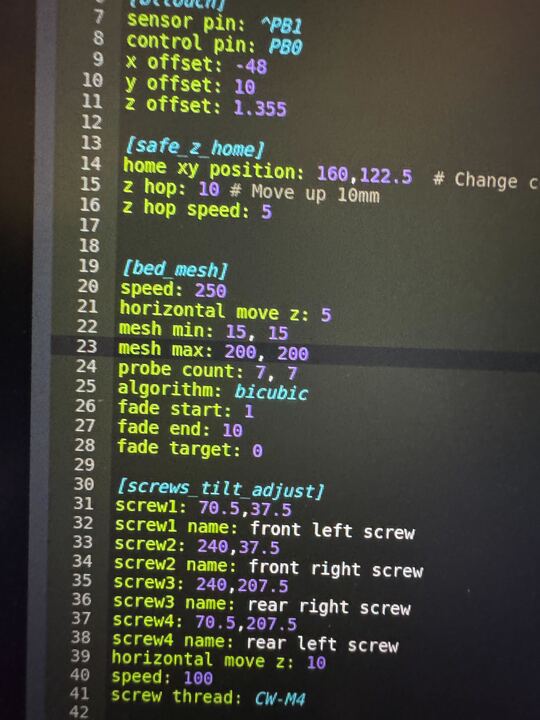 [bltouch]
7 sensor_pin: ^PB1
8 control_pin: PB0
9 x_offset: -48
10 y_offset: 10
11 z_offset: 1.355
12
13 [safe_z_home]
14 home_xy_position: 160,122.5 # Change c
15 z_hop: 10 # Move up 10mm
16 z_hop_speed: 5
17
18
19 [bed_mesh]
20 speed: 250
21 horizontal_move_z: 5
22 mesh_min: 15, 15
23 mesh_max: 200, 200
24 probe_count: 7, 7
25 algorithm: bicubic
26 fade_start: 1
27 fade_end: 10
28 fade_target: 0
29
30 [screws_tilt_adjust]
31 screw1: 70.5,37.5
32 screw1_name: front left screw
33 screw2: 240,37.5
34 screw2_name: front right screw
35 screw3: 240,207.5
36 screw3_name: rear right screw
37 screw4: 70.5,207.5
38 screw4_name: rear left screw
39 horizontal_move_z: 10
40 speed: 100
41 screw_thread: CW-M4
42